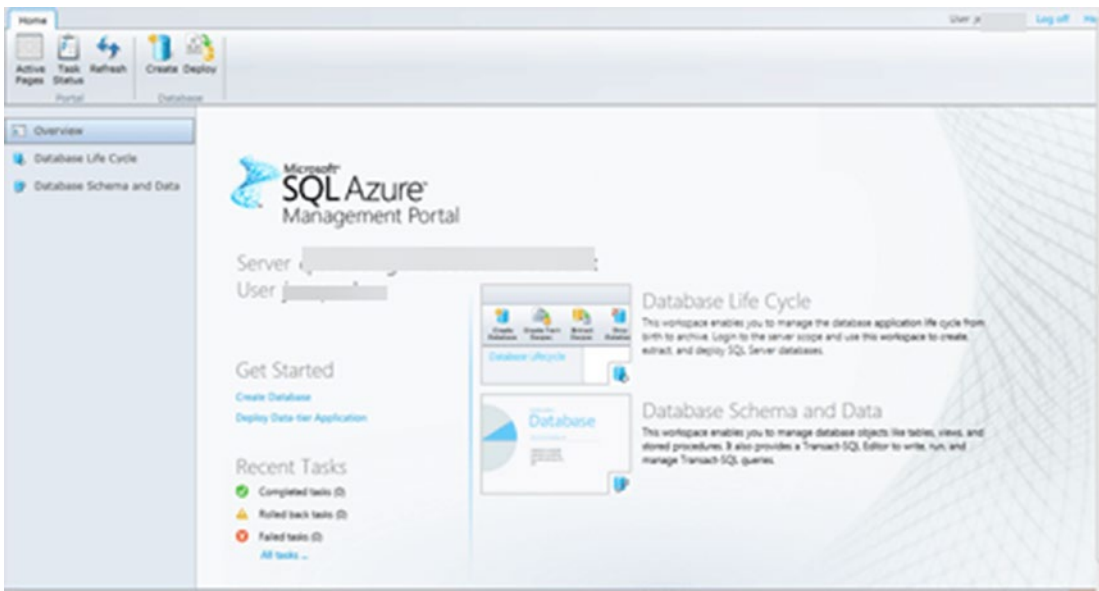 Home
User
Log off
Active Pages
Task Status
Refresh
Create
Deploy
Portal
Database
Overview
Database Life Cycle
Database Schema and Data
Microsoft
SQL Azure
Management Portal
Server
User
Get Started
Create Database
Deploy Data-tier Application
Recent Tasks
Completed tasks (0)
Rolled back tasks (0)
Failed tasks (0)
All tasks ...
Database Lifecycle
Database Life Cycle
This workspace enables you to manage the database application life cycle from
birth to archive. Login to the server scope and use this workspace to create,
extract, and deploy SQL Server databases.
Database
Database Schema and Data
This workspace enables you to manage database objects like tables, views, and
stored procedures. It also provides a Transact-SQL Editor to write, run, and
manage Transact-SQL queries.